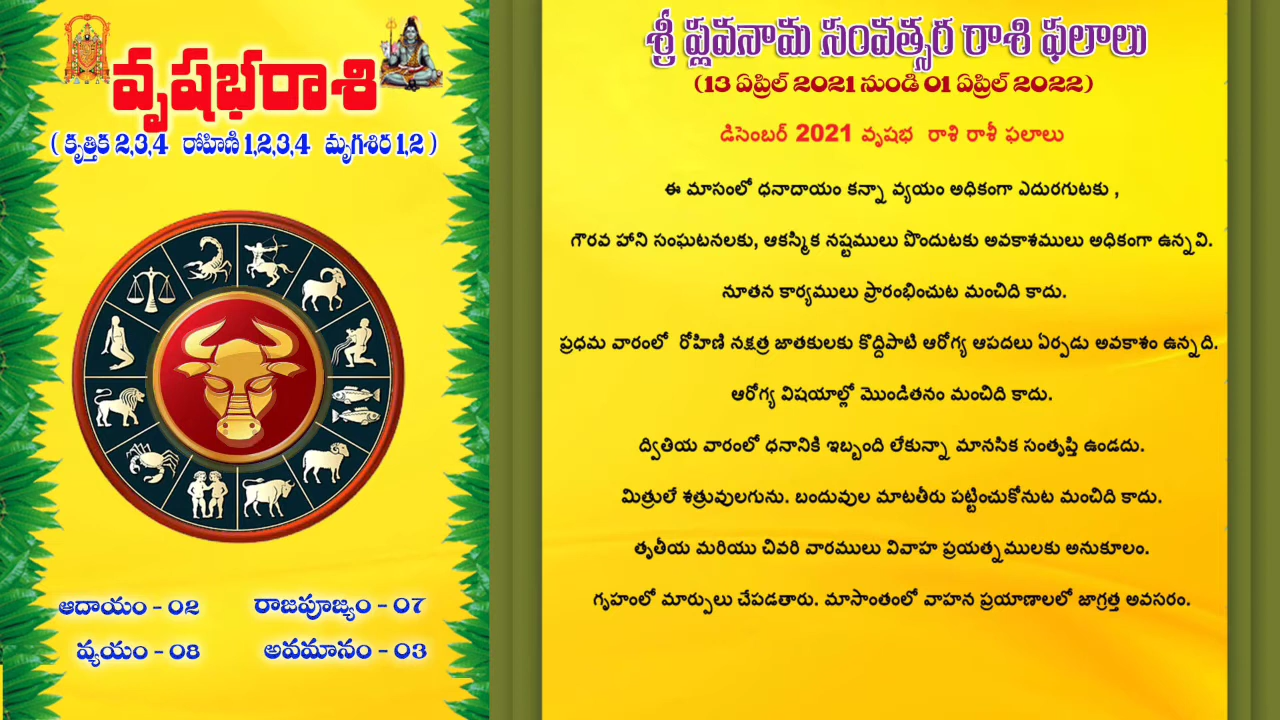 వృషభరాశి
( కృత్తిక 2,3,4 రోహిణి 1,2,3,4 మృగశిర 1,2 )
ఆదాయం - 02 రాజపూజ్యం - 07
వ్యయం - 08 అవమానం - 03
శ్రీ ప్లవనామ సంవత్సర రాశి ఫలాలు
(13 ఏప్రిల్ 2021 నుండి 01 ఏప్రిల్ 2022)
డిసెంబర్ 2021 వృషభ రాశి రాశీ ఫలాలు
ఈ మాసంలో ధనాదాయం కన్నా వ్యయం అధికంగా ఎదురగుటకు ,
గౌరవ హాని సంఘటనలకు, ఆకస్మిక నష్టములు పొందుటకు అవకాశములు అధికంగా ఉన్నవి.
నూతన కార్యములు ప్రారంభించుట మంచిది కాదు.
ప్రధమ వారంలో రోహిణి నక్షత్ర జాతకులకు కొద్దిపాటి ఆరోగ్య ఆపదలు ఏర్పడు అవకాశం ఉన్నది.
ఆరోగ్య విషయాల్లో మొండితనం మంచిది కాదు.
ద్వితియ వారంలో ధనానికి ఇబ్బంది లేకున్నా మానసిక సంతృప్తి ఉండదు.
మిత్రులే శత్రువులగును. బందువుల మాటతీరు పట్టించుకోనుట మంచిది కాదు.
తృతీయ మరియు చివరి వారములు వివాహ ప్రయత్నములకు అనుకూలం.
గృహంలో మార్పులు చేపడతారు. మాసాంతంలో వాహన ప్రయాణాలలో జాగ్రత్త అవసరం.